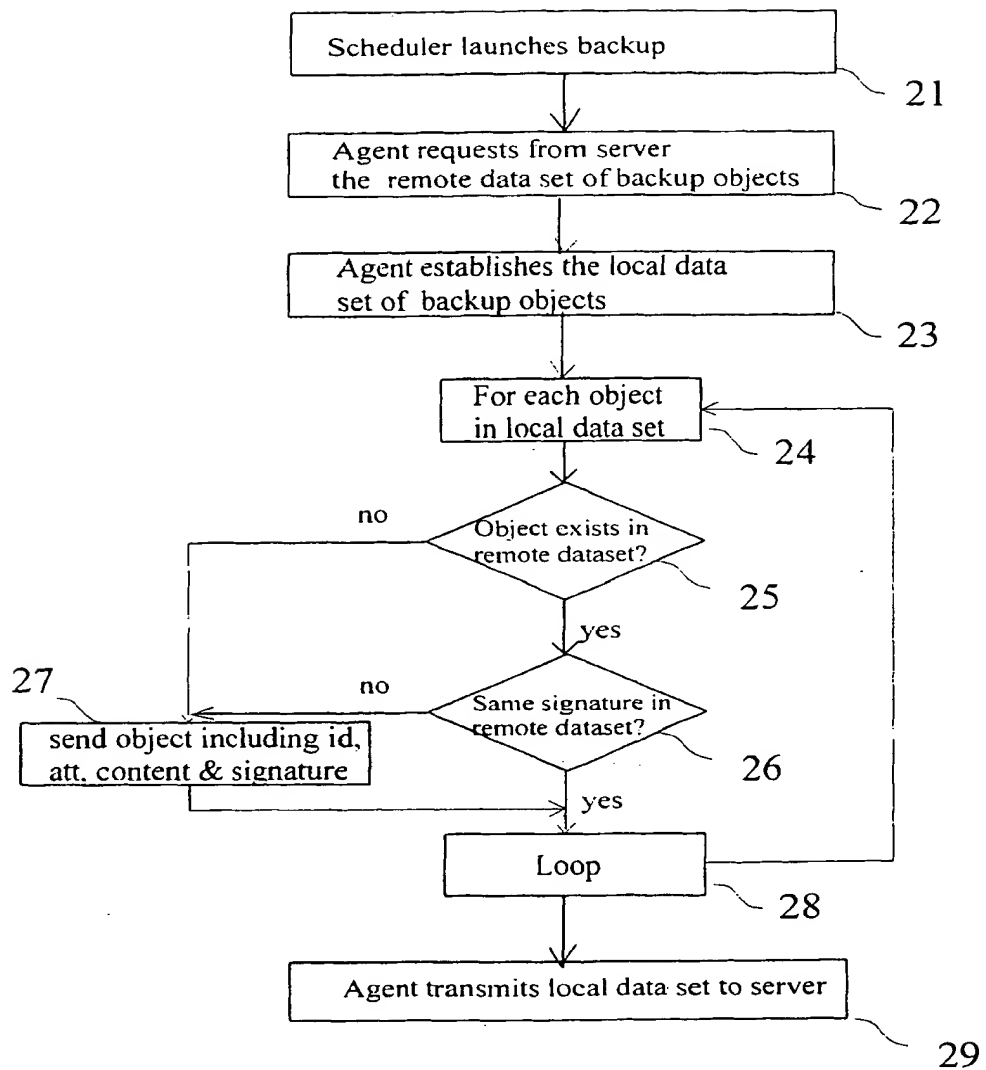 Scheduler launches backup
21
Agent requests from server
the remote data set of backup objects
22
Agent establishes the local data
set of backup objects
23
For each object
in local data set
24
no
Object exists in
remote dataset?
25
yes
27
no
Same signature in
remote dataset?
26
send object including id,
att. content & signature
yes
Loop
28
Agent transmits local data set to server
29